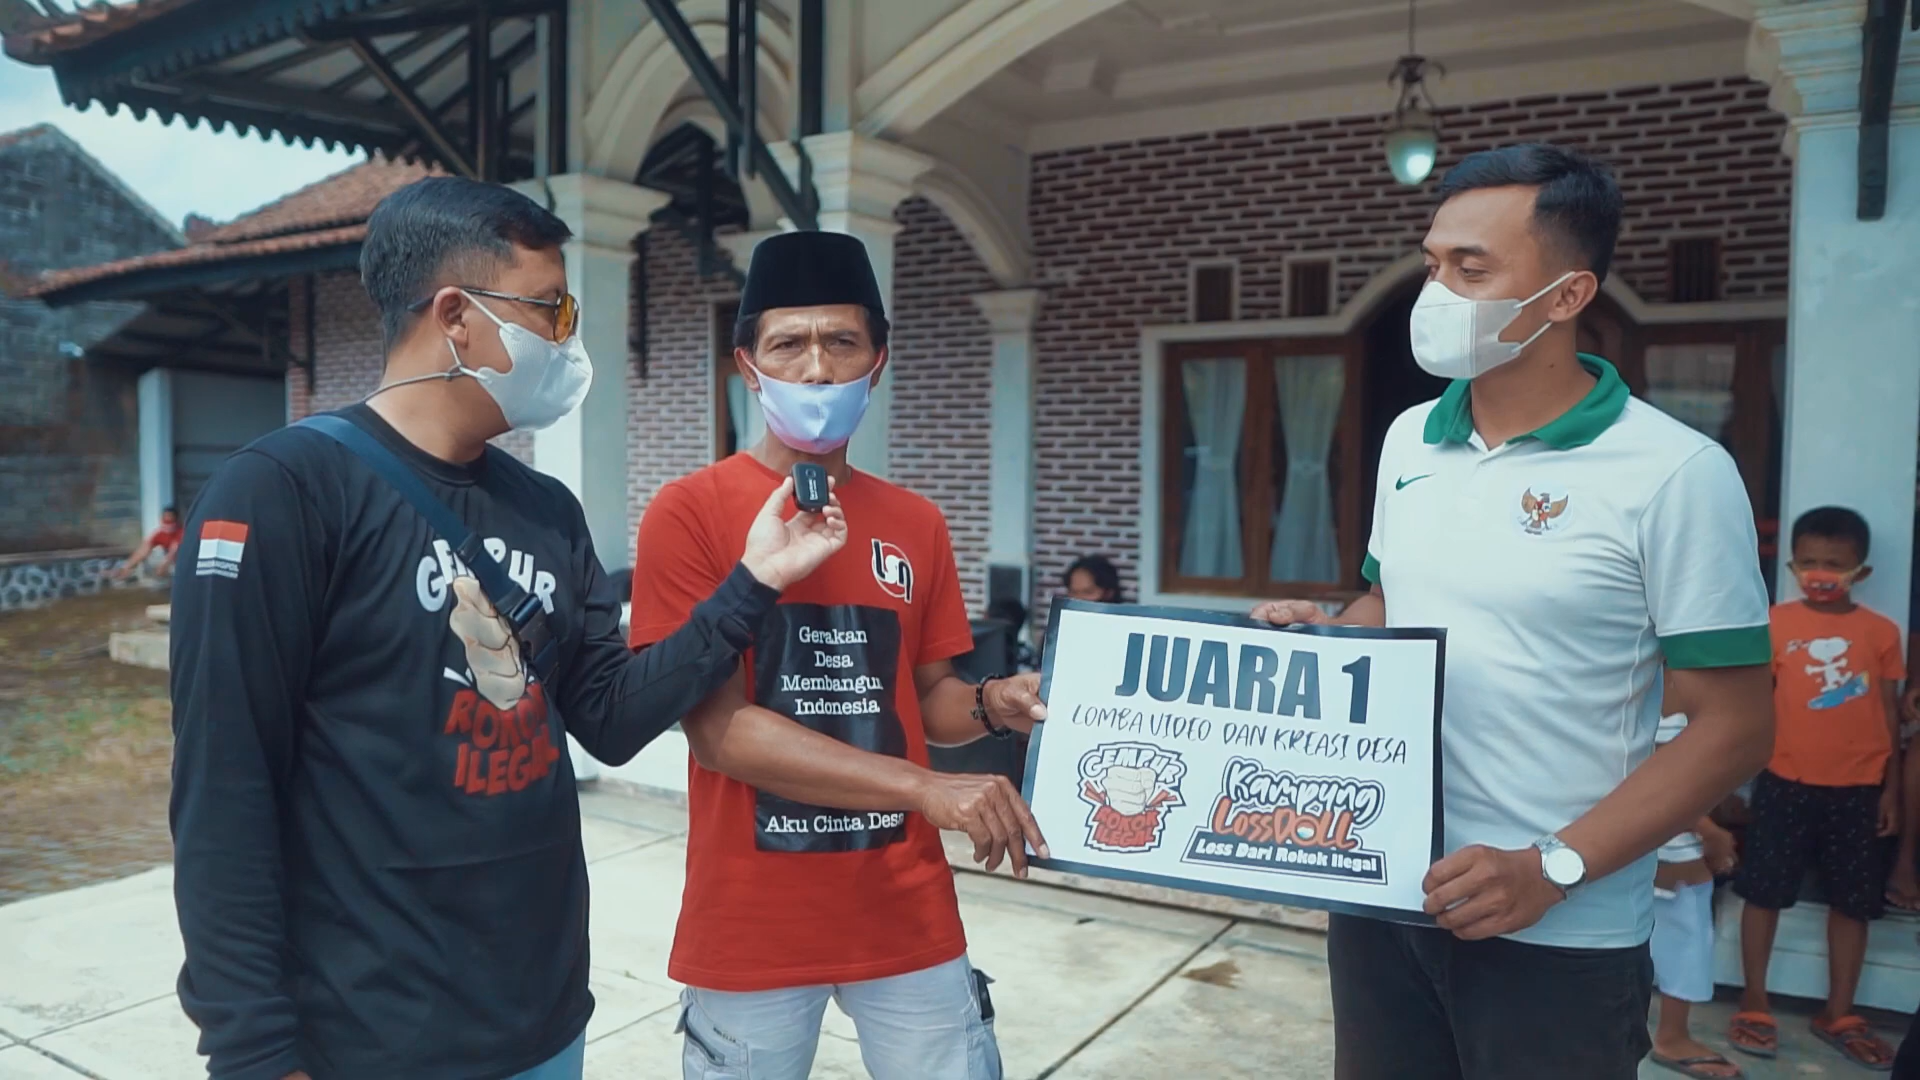 GEMPUR
ROKOK
ILEGAL
lsn
Gerakan
Desa
Membangun
Indonesia
Aku Cinta Desa
JUARA 1
LOMBA VIDEO DAN KREASI DESA
GEMPUR
ROKOK
ILEGAL
Kampung
LossDoLL
Loss Dari Rokok Ilegal